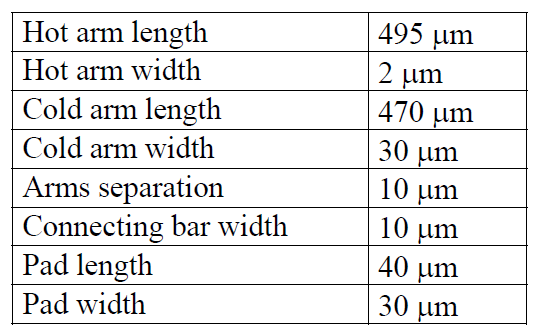 Hot arm length 495 μm
Hot arm width 2 μm
Cold arm length 470 μm
Cold arm width 30 μm
Arms separation 10 μm
Connecting bar width 10 μm
Pad length 40 μm
Pad width 30 μm